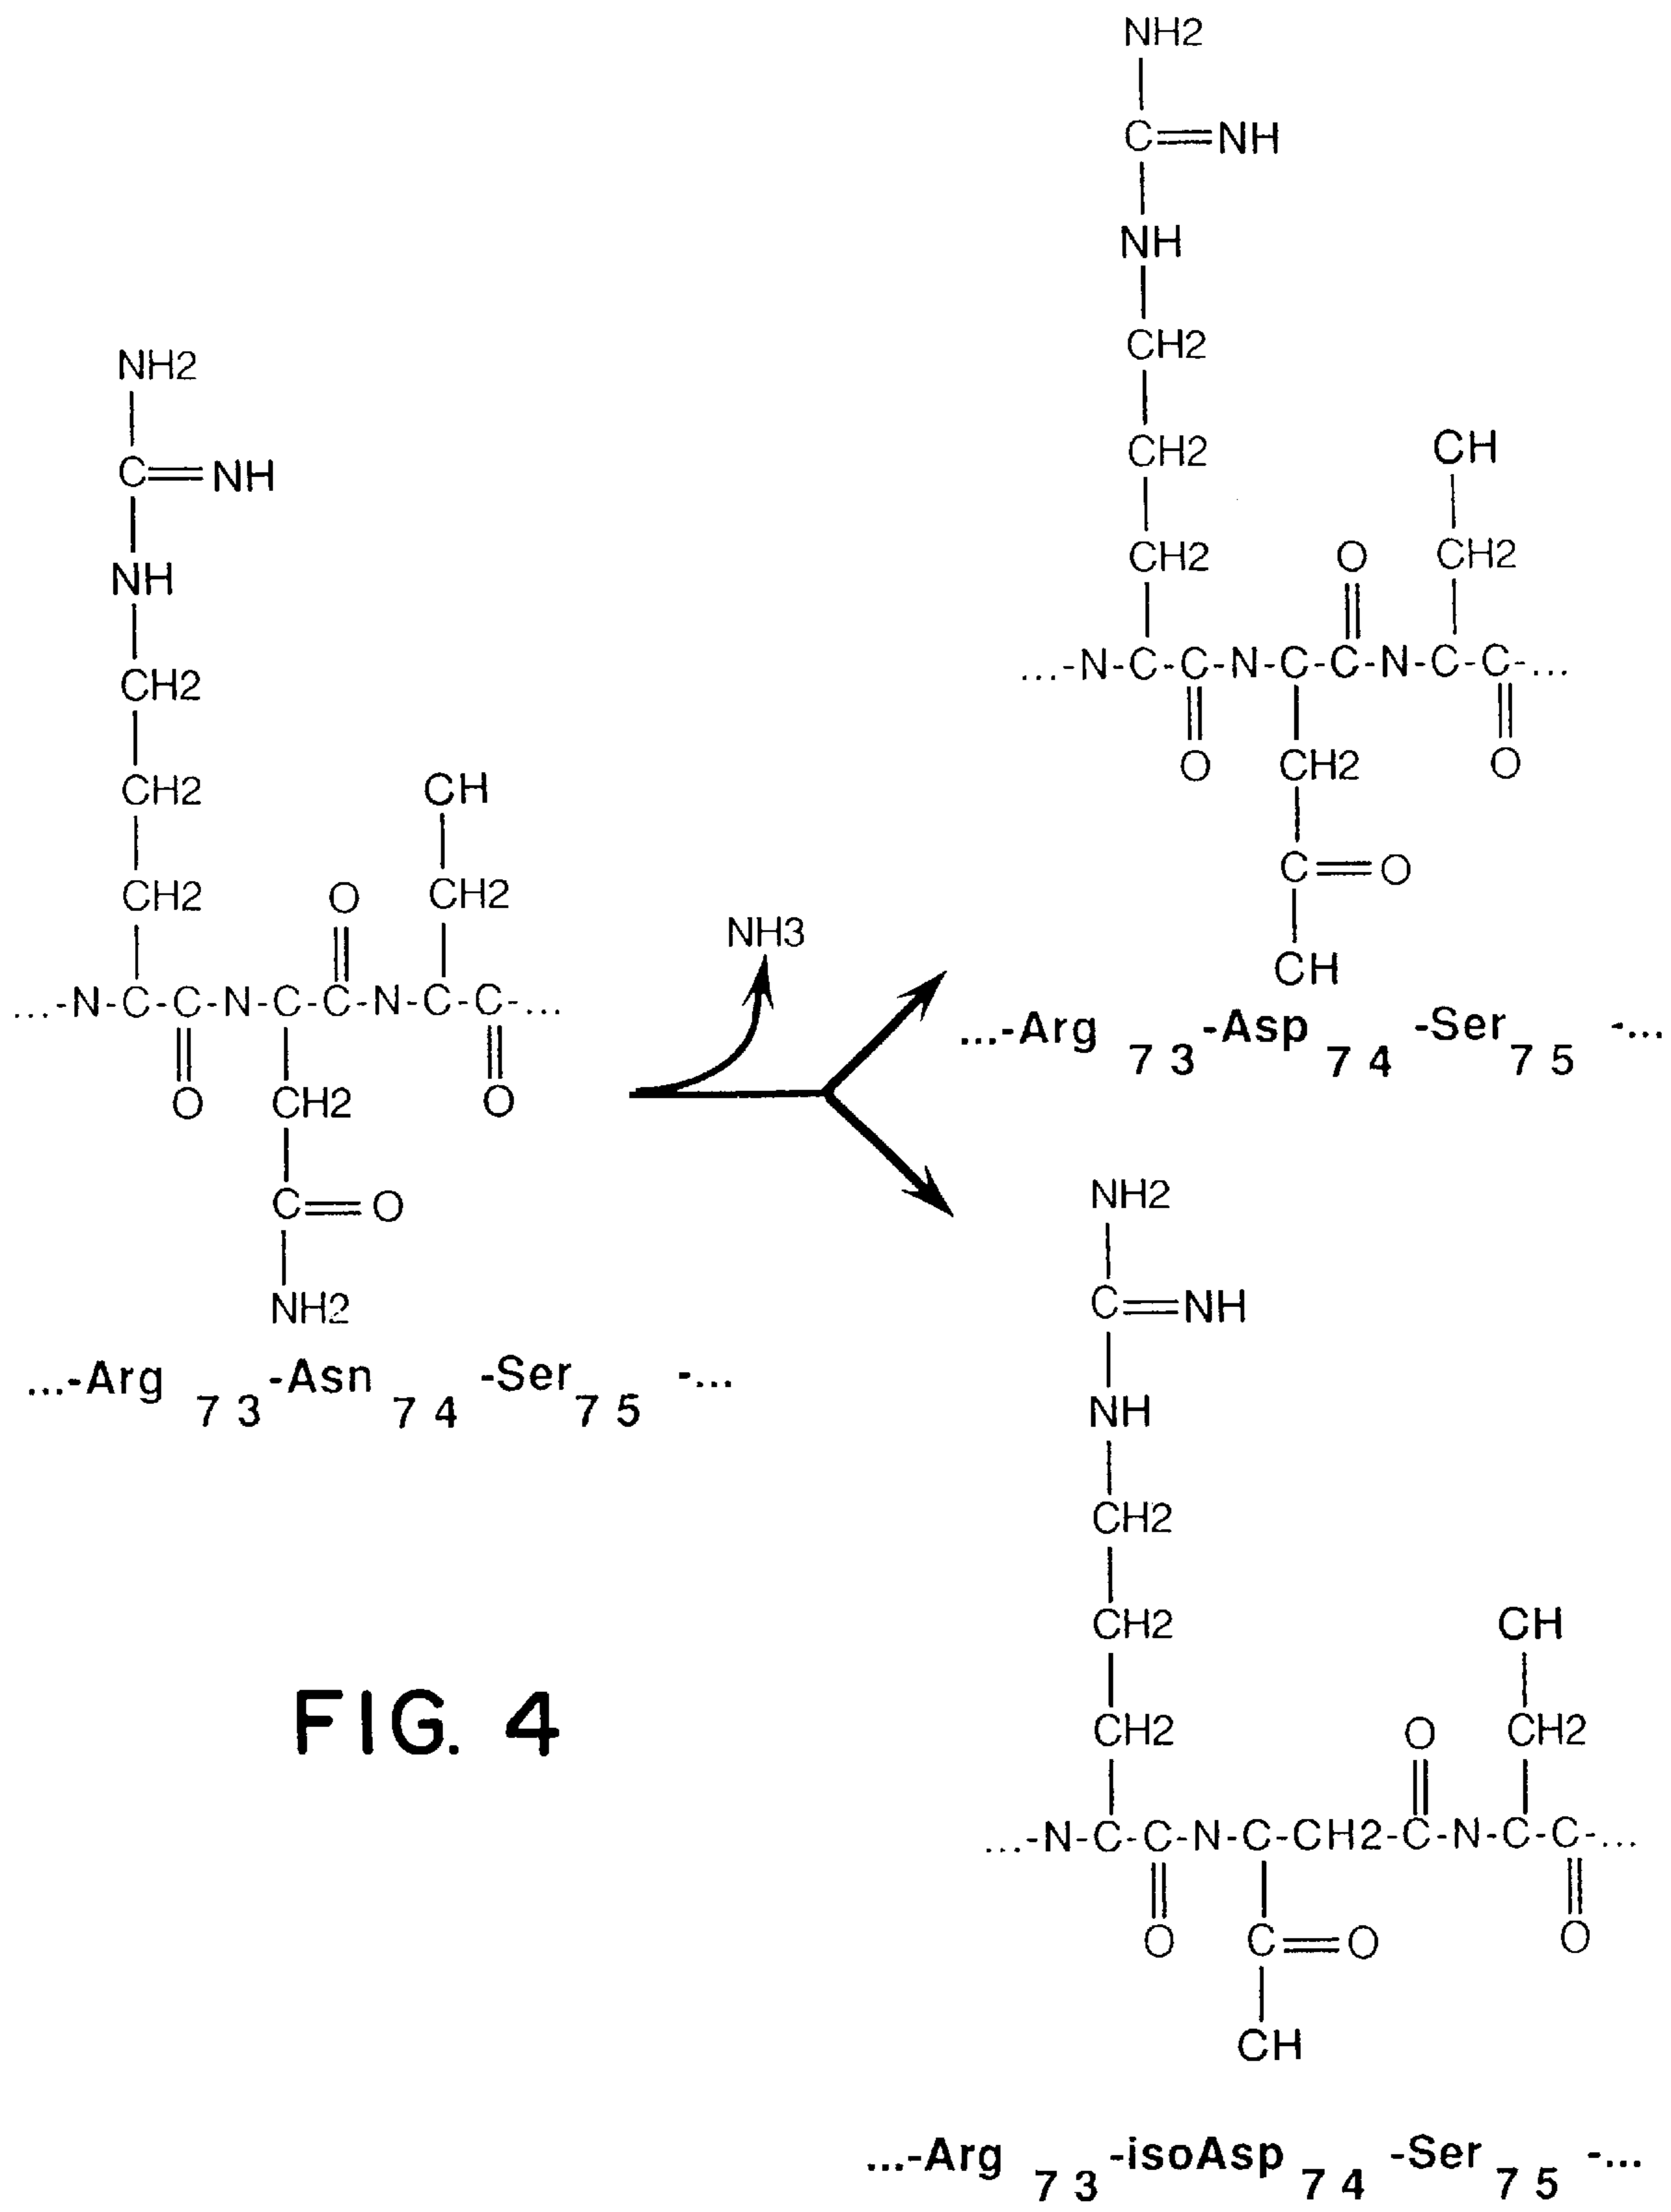 NH2
C=NH
NH
CH2
CH2
CH2
O
CH
CH2
...-N-C-C-N-C-C-N-C-C-...
O
CH2
O
C=O
NH2
...-Arg 73-Asn 74 -Ser 75 -...
NH3
NH2
C=NH
NH
CH2
CH2
CH2
O
CH
CH2
...-N-C-C-N-C-C-N-C-C-...
O
CH2
O
C=O
CH
...-Arg 73-Asp 74 -Ser 75 -...
NH2
C=NH
NH
CH2
CH2
CH2
O
CH
CH2
...-N-C-C-N-C-CH2-C-N-C-C-...
O
C=O
O
CH
...-Arg 73-isoAsp 74 -Ser 75 -...
FIG. 4